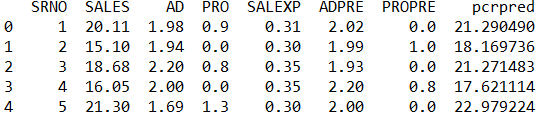 SRNO SALES AD PRO SALEXP ADPRE PROPRE pcrpred
0 1 20.11 1.98 0.9 0.31 2.02 0.0 21.290490
1 2 15.10 1.94 0.0 0.30 1.99 1.0 18.169736
2 3 18.68 2.20 0.8 0.35 1.93 0.0 21.271483
3 4 16.05 2.00 0.0 0.35 2.20 0.8 17.621114
4 5 21.30 1.69 1.3 0.30 2.00 0.0 22.979224